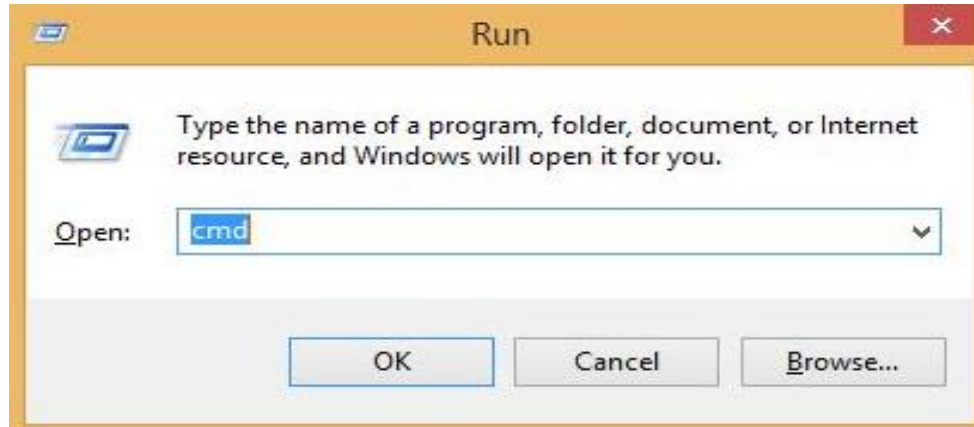 Run
Type the name of a program, folder, document, or Internet
resource, and Windows will open it for you.
Open: cmd
OK Cancel Browse...